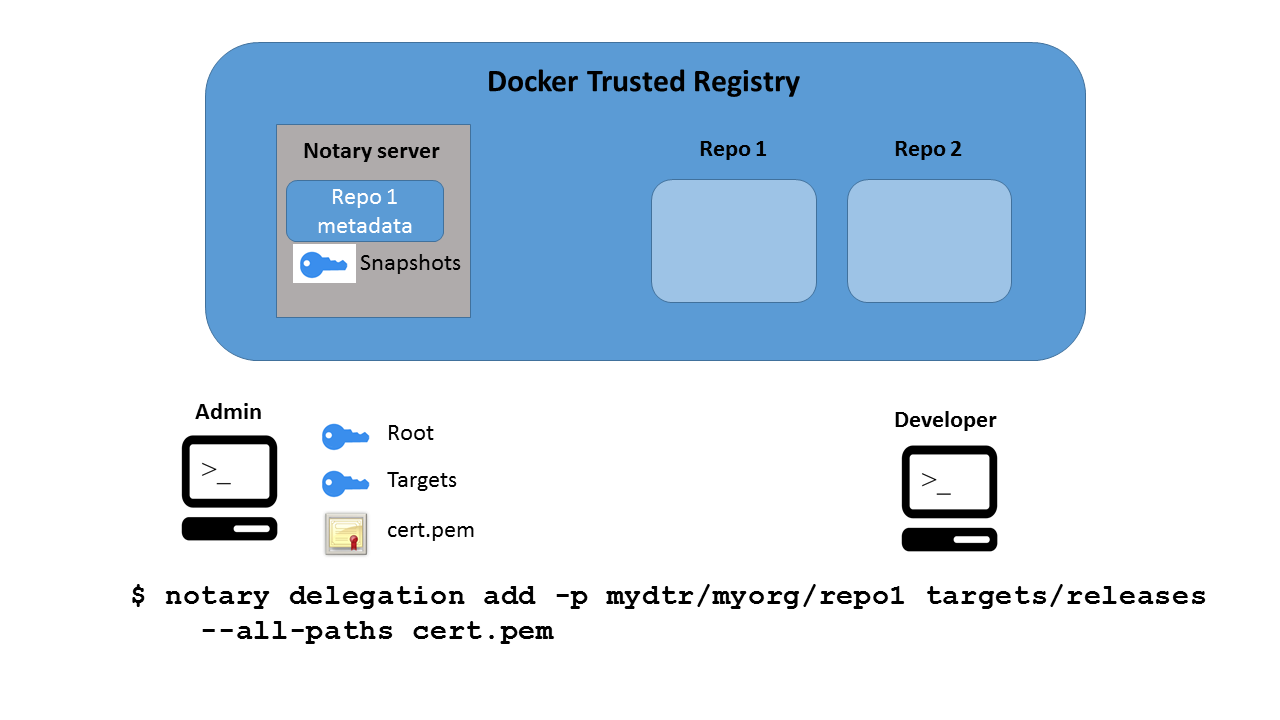 Docker Trusted Registry
Notary server
Repo 1
metadata
Snapshots
Repo 1
Repo 2
Admin
>_
Root
Targets
cert.pem
Developer
>_
$ notary delegation add -p mydtr/myorg/repo1 targets/releases
--all-paths cert.pem